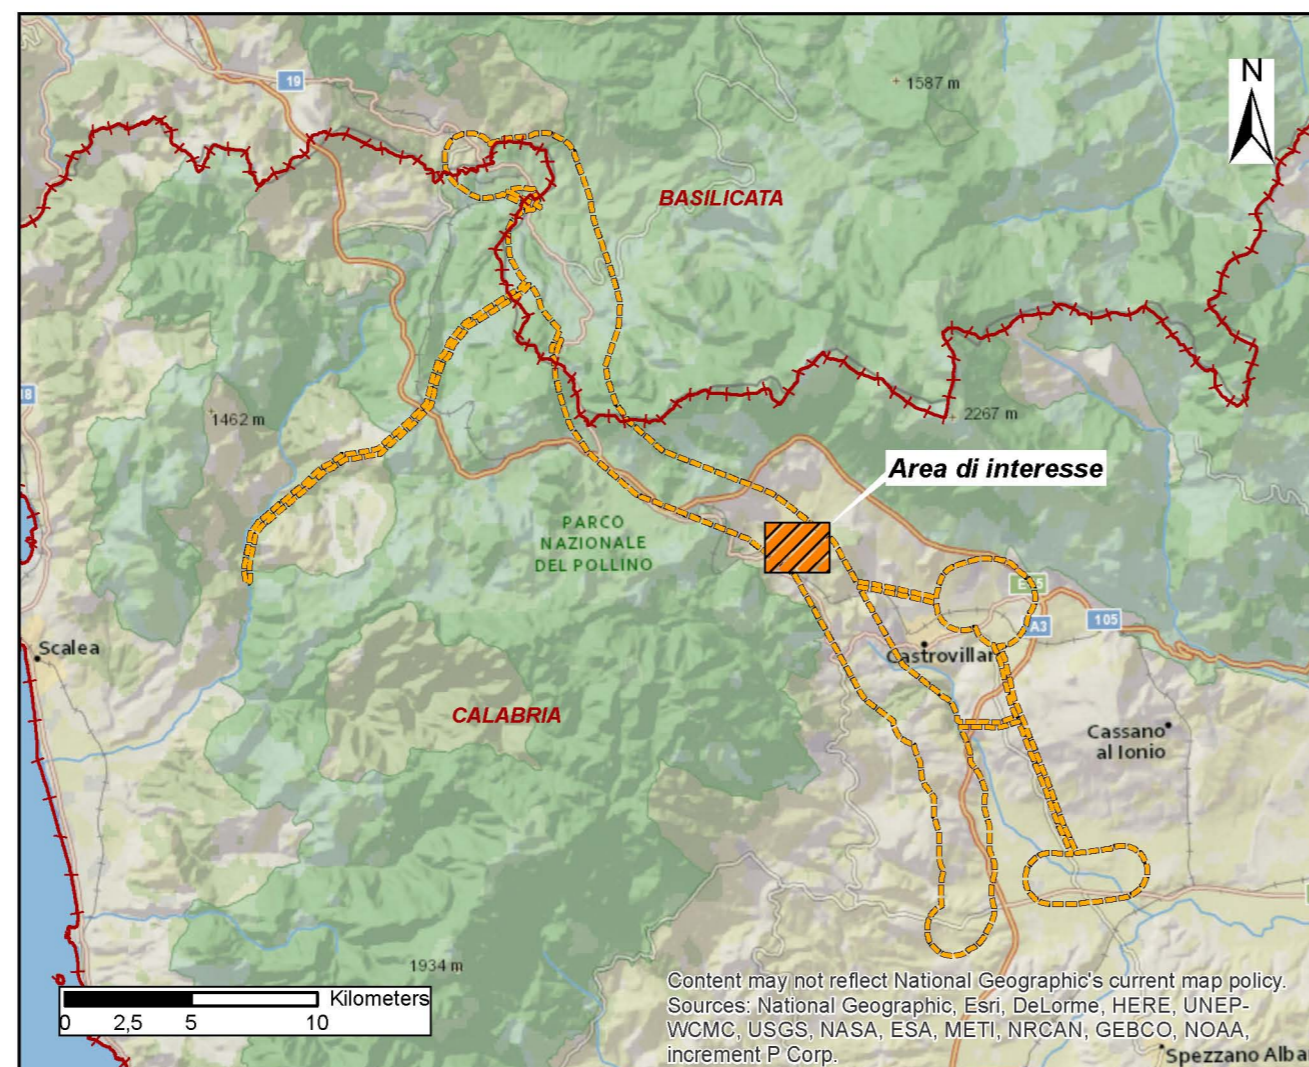 19
1587 m
N
BASILICATA
18
1462 m
2267 m
Area di interesse
PARCO
NAZIONALE
DEL POLLINO
A3
105
Scalea
Castrovillar
CALABRIA
Cassano
al Ionio
1934 m
Kilometers
0 2,5 5 10
Content may not reflect National Geographic's current map policy.
Sources: National Geographic, Esri, DeLorme, HERE, UNEP-
WCMC, USGS, NASA, ESA, METI, NRCAN, GEBCO, NOAA,
increment P Corp.
Spezzano Alba